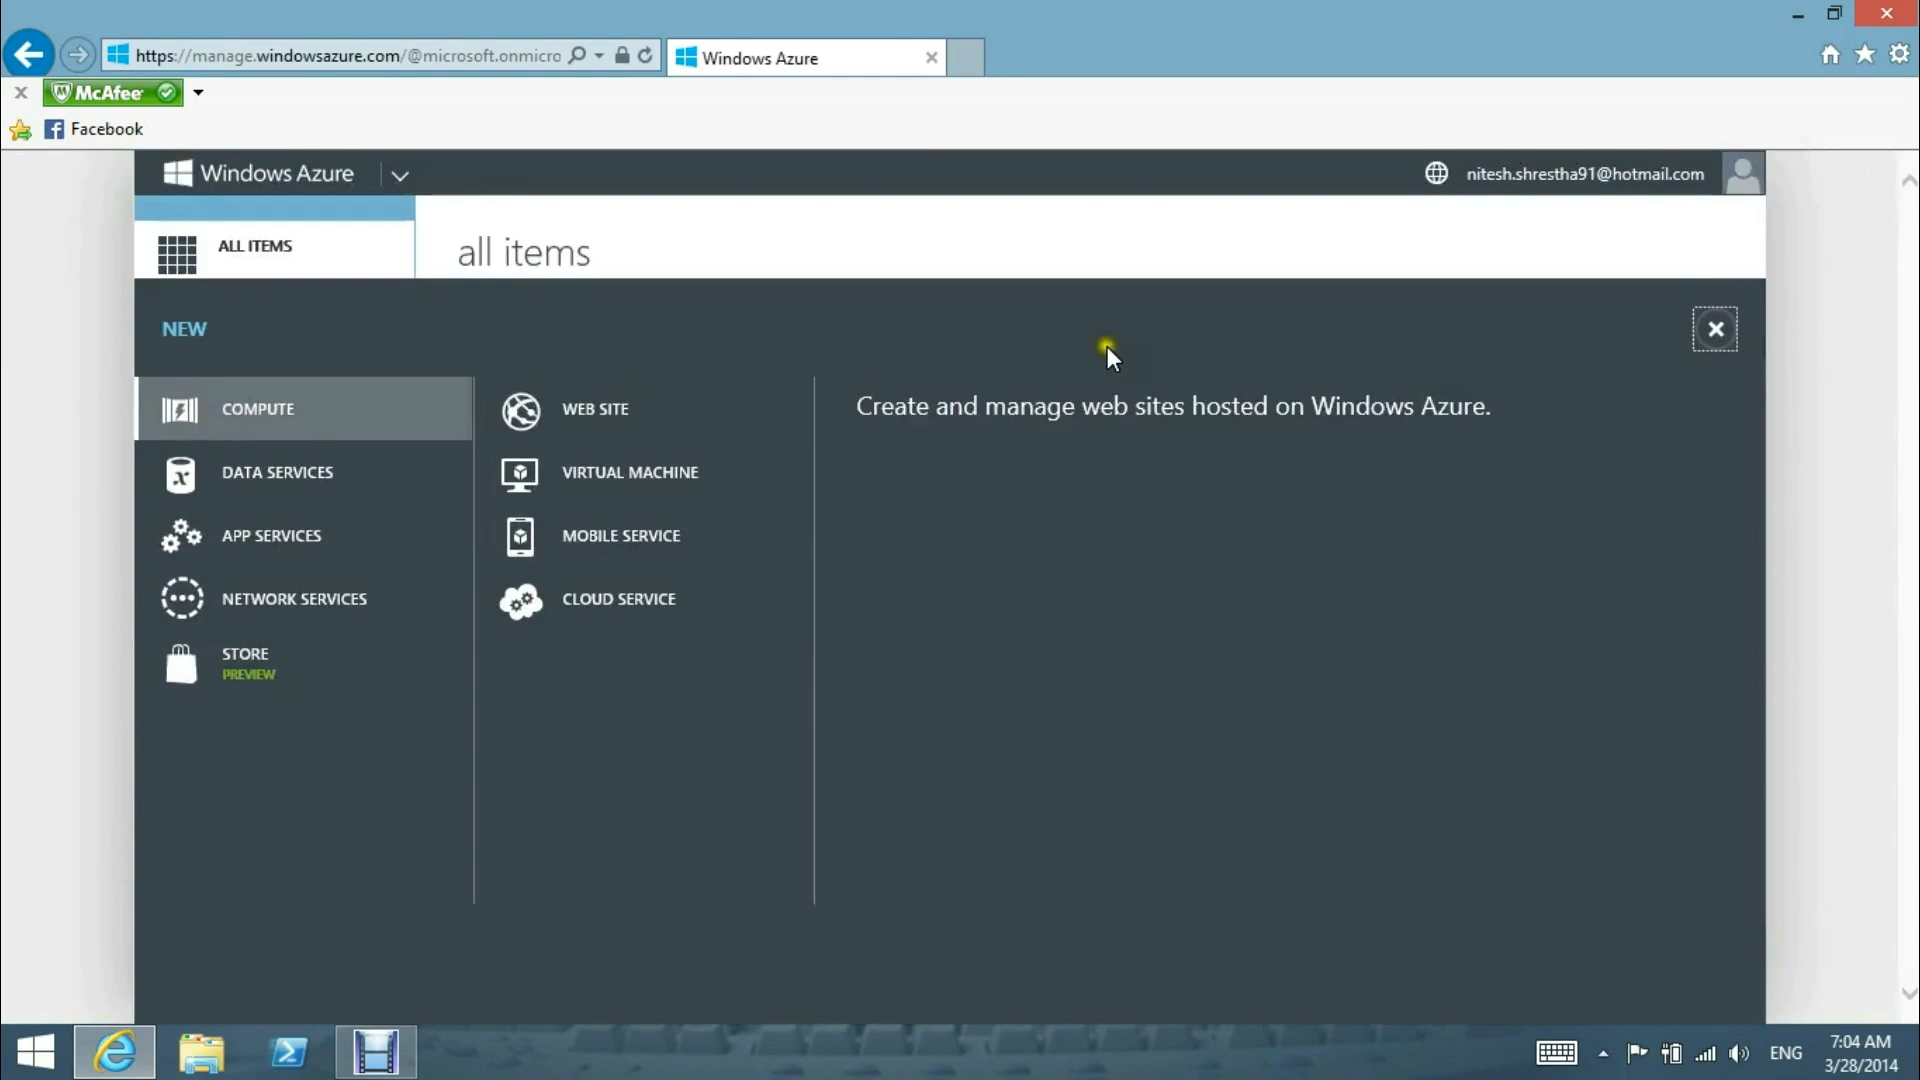 https://manage.windowsazure.com/@microsoft.onmicro
Windows Azure
McAfee
Facebook
Windows Azure
nitesh.shrestha91@hotmail.com
ALL ITEMS
all items
NEW
COMPUTE
DATA SERVICES
APP SERVICES
NETWORK SERVICES
STORE
PREVIEW
WEB SITE
VIRTUAL MACHINE
MOBILE SERVICE
CLOUD SERVICE
Create and manage web sites hosted on Windows Azure.
ENG
7:04 AM
3/28/2014